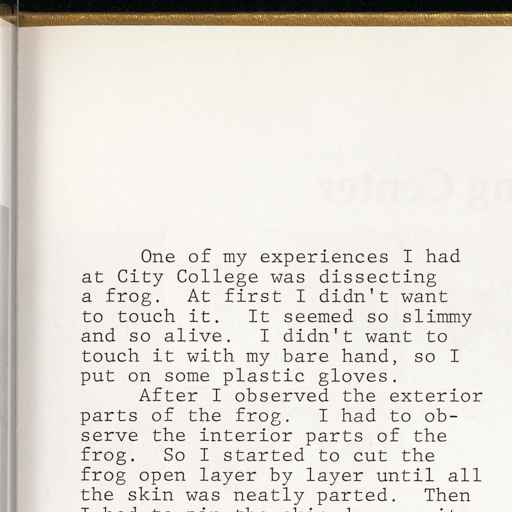 One of my experiences I had
at City College was dissecting
a frog.  At first I didn't want
to touch it.  It seemed so slimmy
and so alive.  I didn't want to
touch it with my bare hand, so I
put on some plastic gloves.
After I observed the exterior
parts of the frog.  I had to ob-
serve the interior parts of the
frog.  So I started to cut the
frog open layer by layer until all
the skin was neatly parted.  Then